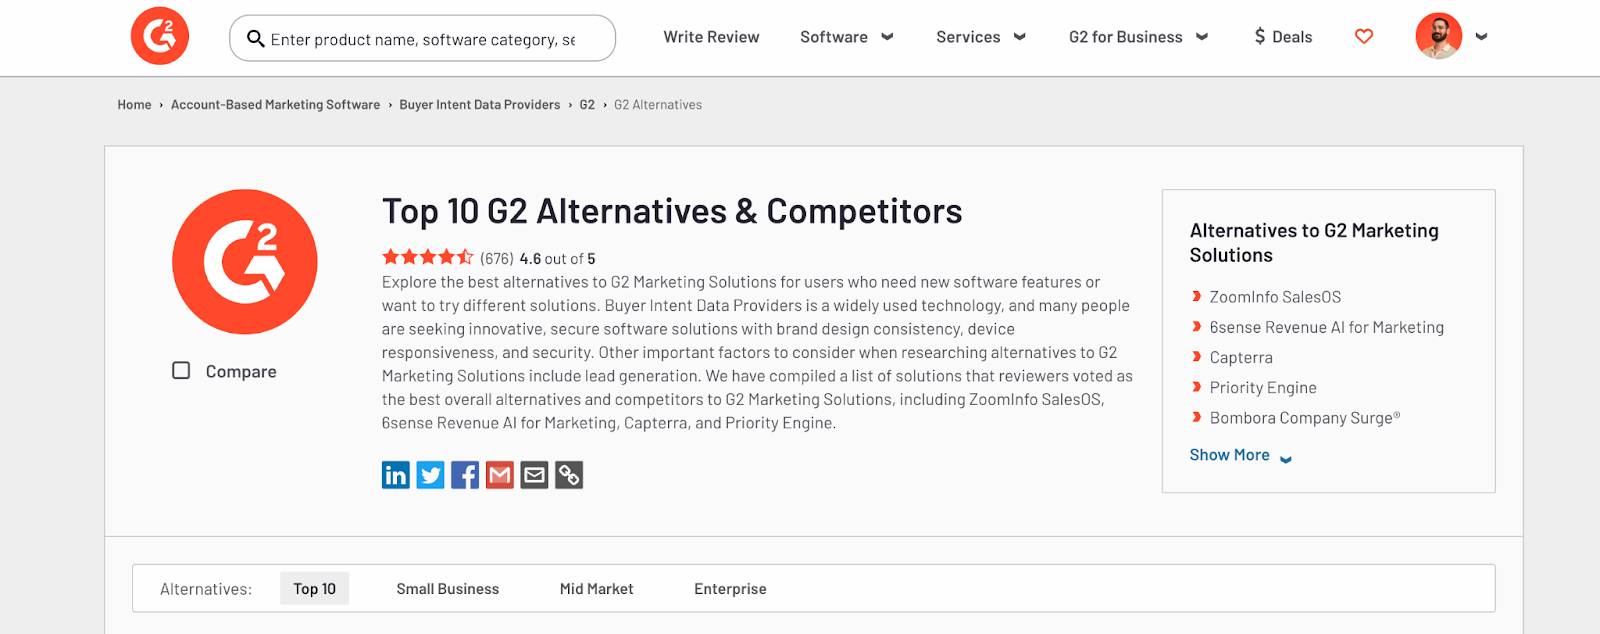 G2
Enter product name, software category, se
Write Review
Software
Services
G2 for Business
$ Deals
Home › Account-Based Marketing Software › Buyer Intent Data Providers › G2 › G2 Alternatives
G2
Compare
Top 10 G2 Alternatives & Competitors
(676) 4.6 out of 5
Explore the best alternatives to G2 Marketing Solutions for users who need new software features or
want to try different solutions. Buyer Intent Data Providers is a widely used technology, and many people
are seeking innovative, secure software solutions with brand design consistency, device
responsiveness, and security. Other important factors to consider when researching alternatives to G2
Marketing Solutions include lead generation. We have compiled a list of solutions that reviewers voted as
the best overall alternatives and competitors to G2 Marketing Solutions, including ZoomInfo SalesOS,
6sense Revenue AI for Marketing, Capterra, and Priority Engine.
in
Alternatives to G2 Marketing
Solutions
ZoomInfo SalesOS
6sense Revenue AI for Marketing
Capterra
Priority Engine
Bombora Company Surge®
Show More
Alternatives: Top 10 Small Business Mid Market Enterprise